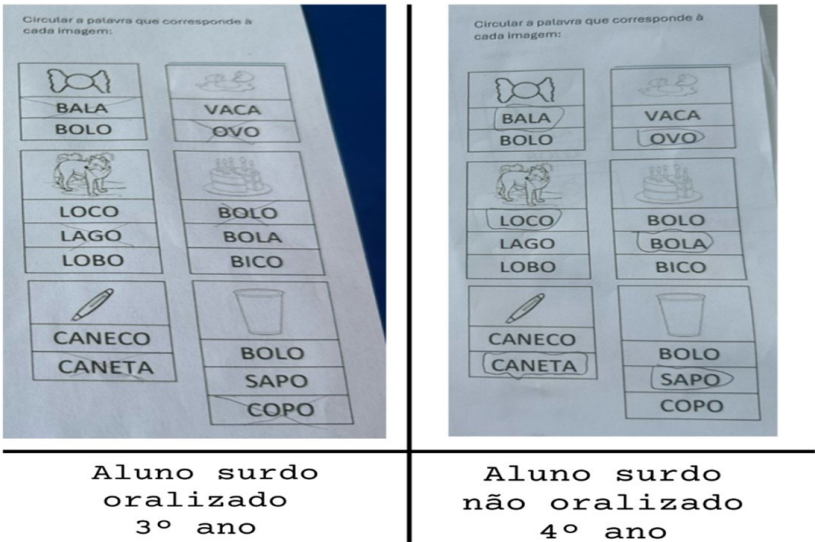 Circular a palavra que corresponde à
cada imagem:
BALA
BOLO
VACA
OVO
LOCO
LAGO
LOBO
BOLO
BOLA
BICO
CANECO
CANETA
BOLO
SAPO
COPO
Aluno surdo
oralizado
3º ano
Circular a palavra que corresponde à
cada imagem:
BALA
BOLO
VACA
OVO
LOCO
LAGO
LOBO
BOLO
BOLA
BICO
CANECO
CANETA
BOLO
SAPO
COPO
Aluno surdo
não oralizado
4º ano